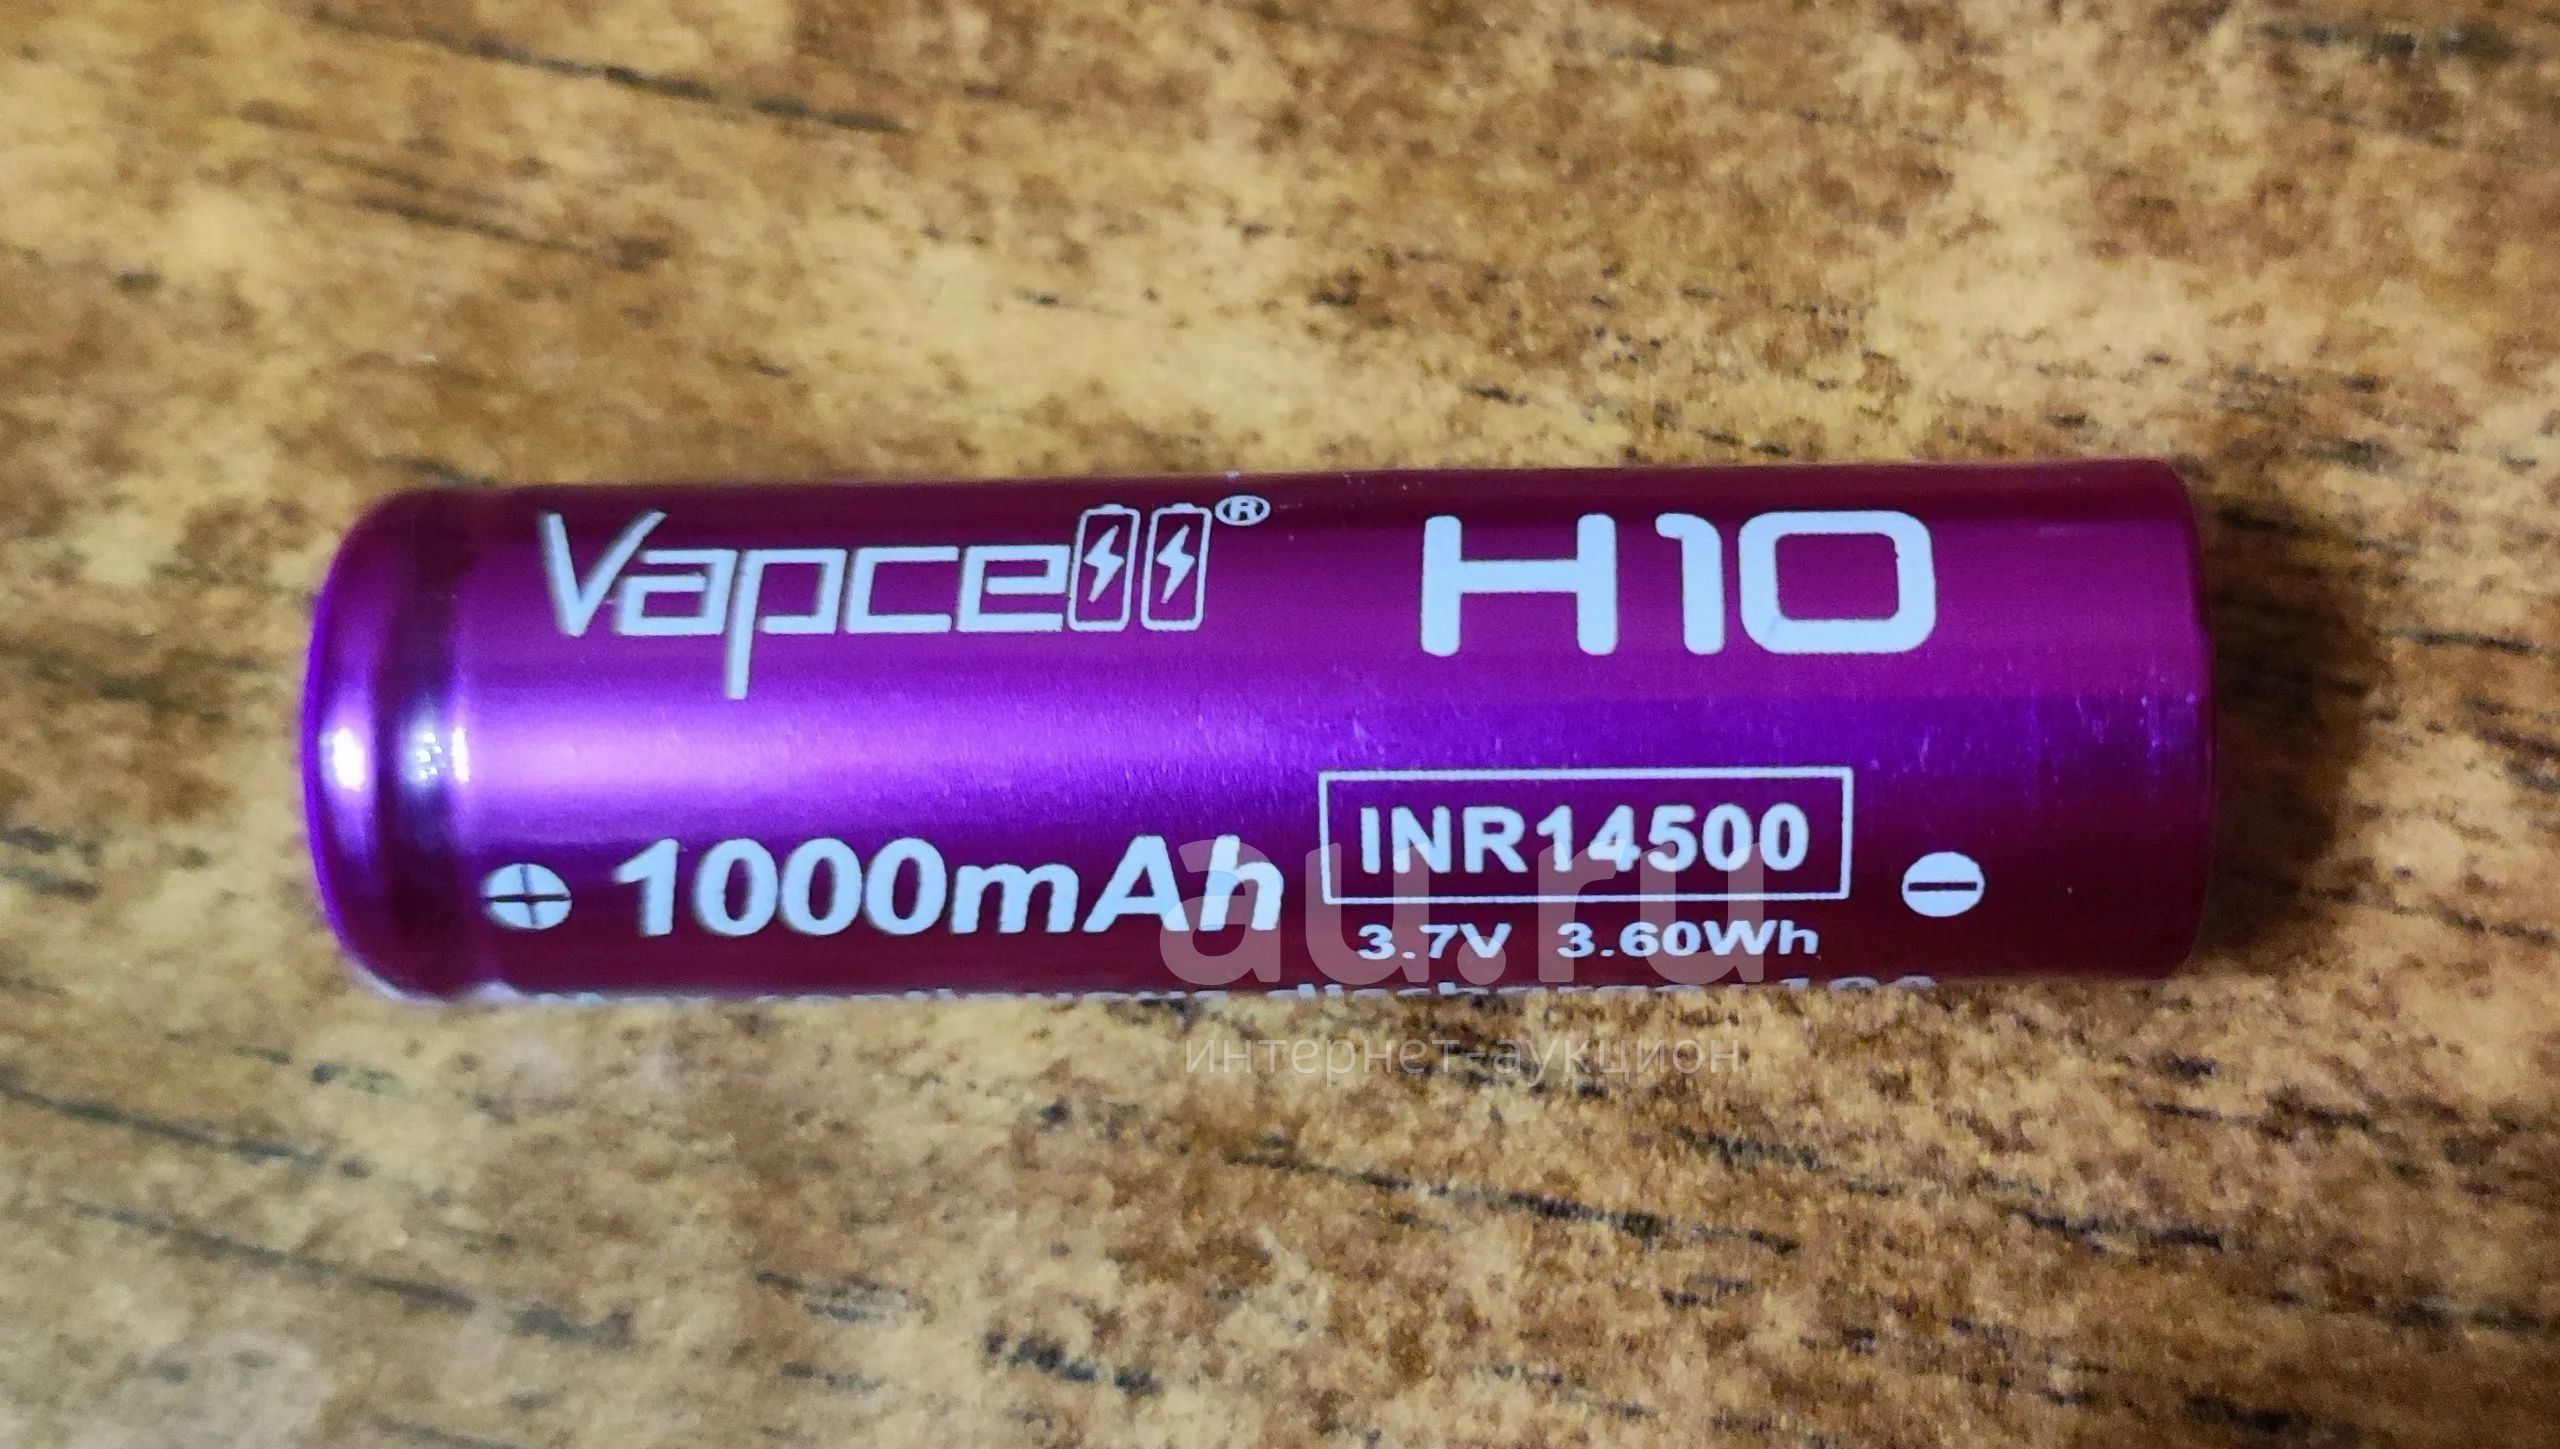 Vapcell® H10
⊕ 1000mAh INR14500 ⊖
3.7V 3.60Wh
au.ru
интернет-аукцион